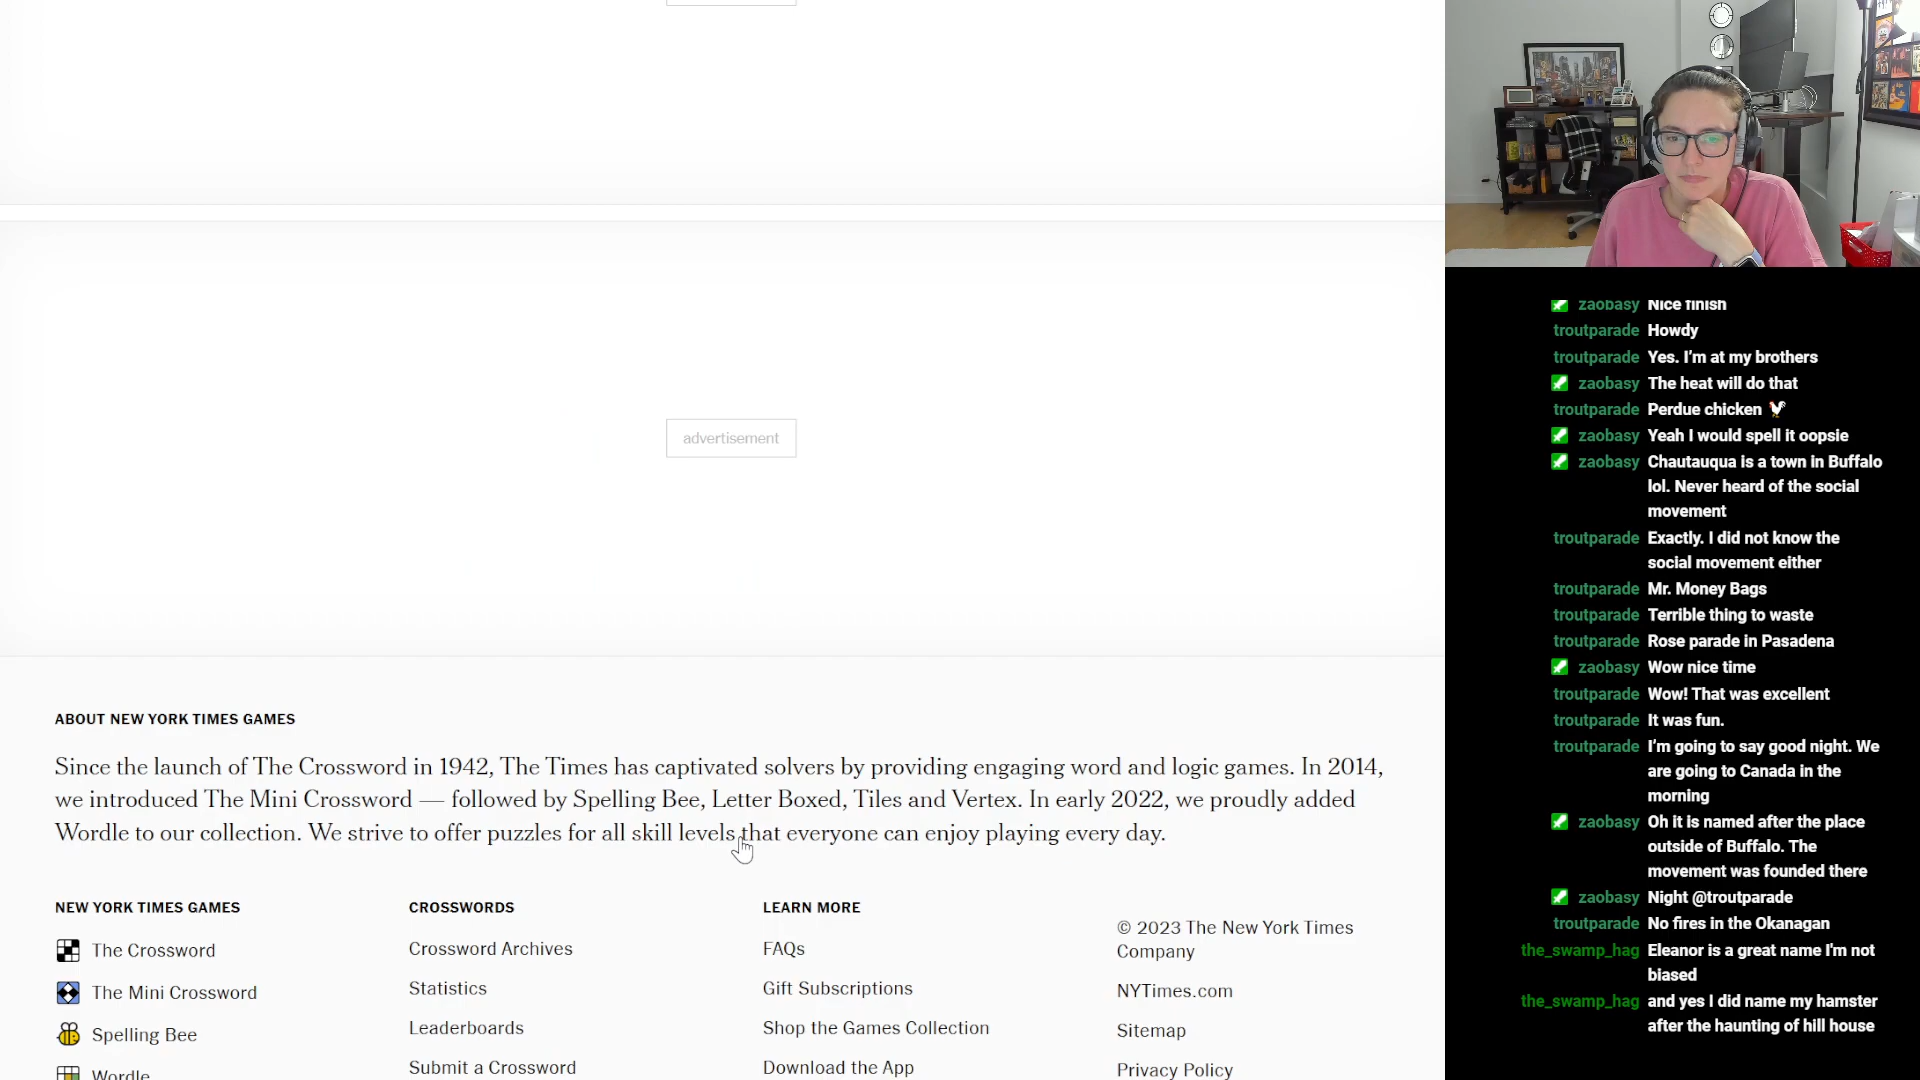 advertisement
ABOUT NEW YORK TIMES GAMES
Since the launch of The Crossword in 1942, The Times has captivated solvers by providing engaging word and logic games. In 2014,
we introduced The Mini Crossword — followed by Spelling Bee, Letter Boxed, Tiles and Vertex. In early 2022, we proudly added
Wordle to our collection. We strive to offer puzzles for all skill levels that everyone can enjoy playing every day.
NEW YORK TIMES GAMES
The Crossword
The Mini Crossword
Spelling Bee
Wordle
CROSSWORDS
Crossword Archives
Statistics
Leaderboards
Submit a Crossword
LEARN MORE
FAQs
Gift Subscriptions
Shop the Games Collection
Download the App
© 2023 The New York Times
Company
NYTimes.com
Sitemap
Privacy Policy
zaobasy Nice finish
troutparade Howdy
troutparade Yes. I’m at my brothers
zaobasy The heat will do that
troutparade Perdue chicken 🐓
zaobasy Yeah I would spell it oopsie
zaobasy Chautauqua is a town in Buffalo
lol. Never heard of the social
movement
troutparade Exactly. I did not know the
social movement either
troutparade Mr. Money Bags
troutparade Terrible thing to waste
troutparade Rose parade in Pasadena
zaobasy Wow nice time
troutparade Wow! That was excellent
troutparade It was fun.
troutparade I’m going to say good night. We
are going to Canada in the
morning
zaobasy Oh it is named after the place
outside of Buffalo. The
movement was founded there
zaobasy Night @troutparade
troutparade No fires in the Okanagan
the_swamp_hag Eleanor is a great name I'm not
biased
the_swamp_hag and yes I did name my hamster
after the haunting of hill house